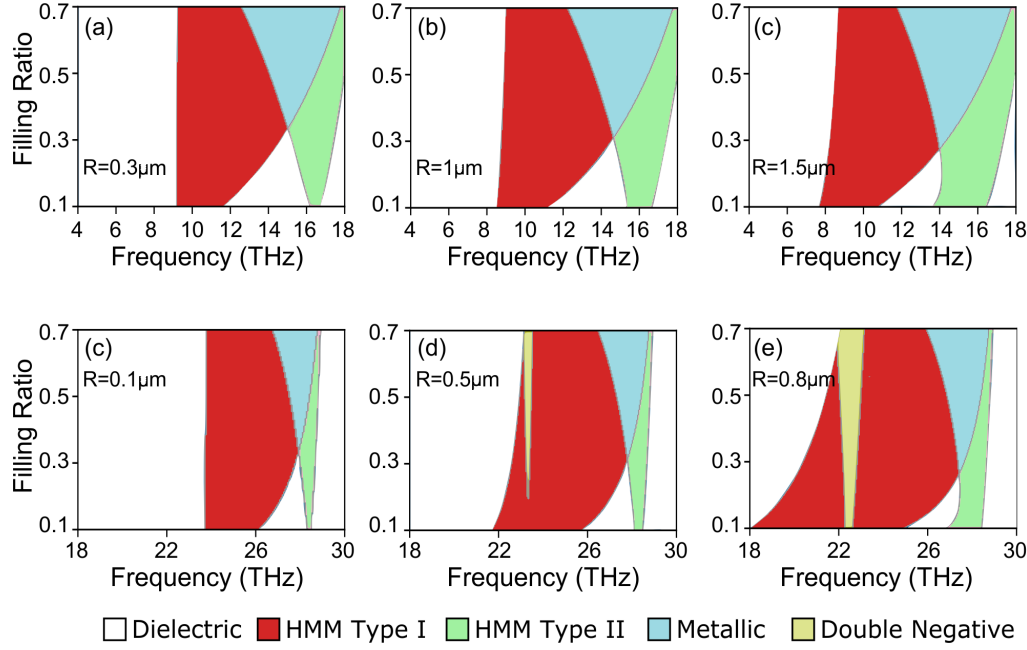 (a)
(b)
(c)
Filling Ratio
0.7
0.5
0.3
0.1
R=0.3µm
4 6 8 10 12 14 16 18
Frequency (THz)
0.7
0.5
0.3
0.1
R=1µm
4 6 8 10 12 14 16 18
Frequency (THz)
0.7
0.5
0.3
0.1
R=1.5µm
4 6 8 10 12 14 16 18
Frequency (THz)
(c)
R=0.1µm
Filling Ratio
0.7
0.5
0.3
0.1
18 22 26 30
Frequency (THz)
(d)
R=0.5µm
0.7
0.5
0.3
0.1
18 22 26 30
Frequency (THz)
(e)
R=0.8µm
0.7
0.5
0.3
0.1
18 22 26 30
Frequency (THz)
Dielectric HMM Type I HMM Type II Metallic Double Negative